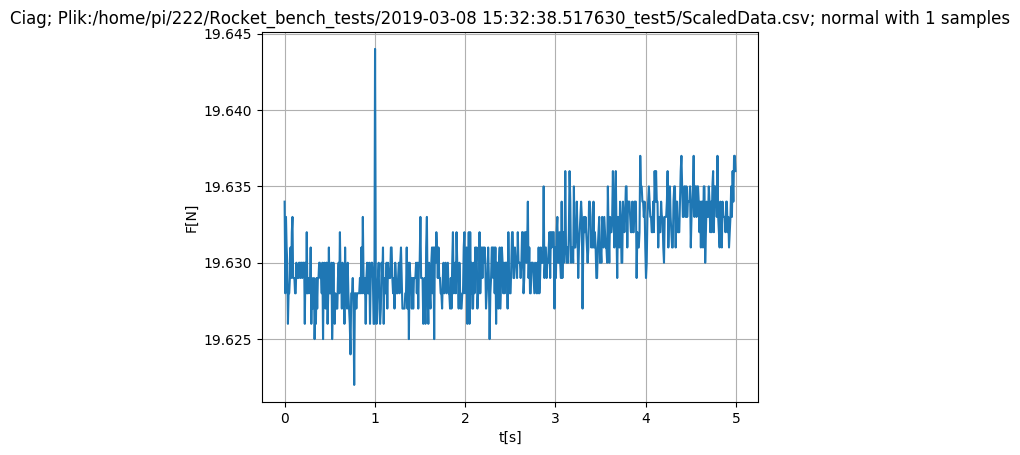 Ciag; Plik:/home/pi/222/Rocket_bench_tests/2019-03-08 15:32:38.517630_test5/ScaledData.csv; normal with 1 samples
19.645
19.640
19.635
19.630
19.625
F[N]
0 1 2 3 4 5
t[s]